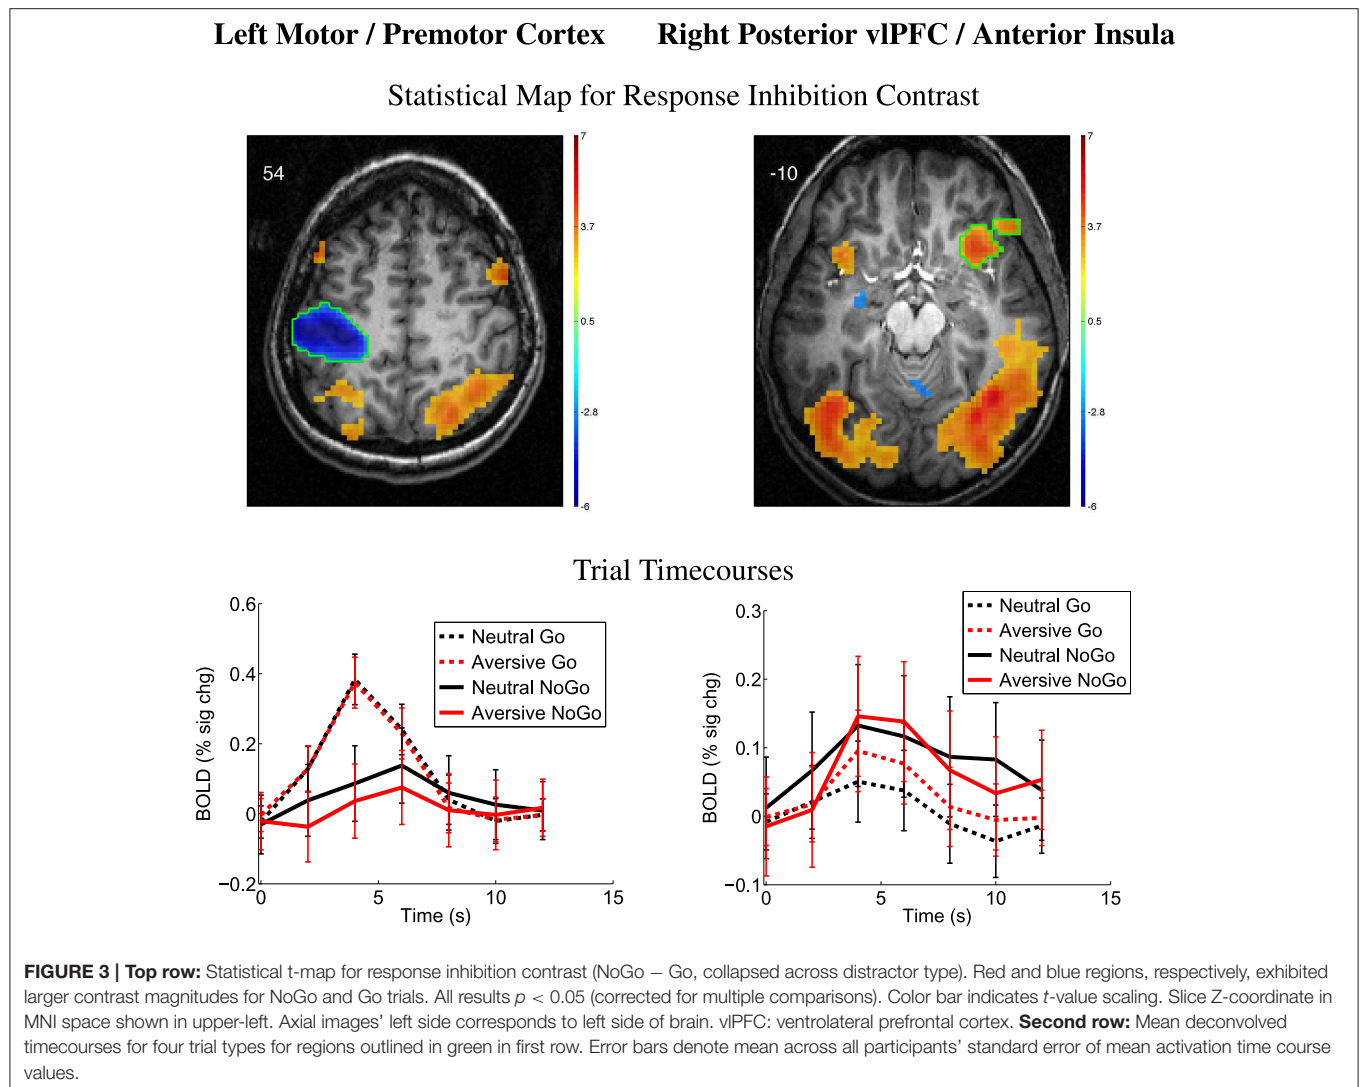 Left Motor / Premotor Cortex
Right Posterior vlPFC / Anterior Insula
Statistical Map for Response Inhibition Contrast
54
7
3.7
0.5
-2.8
-6
-10
7
3.7
0.5
-2.8
-6
Trial Timecourses
0.6
0.4
0.2
0
−0.2
BOLD (% sig chg)
0
5
10
15
Time (s)
Neutral Go
Aversive Go
Neutral NoGo
Aversive NoGo
0.3
0.2
0.1
0
−0.1
BOLD (% sig chg)
0
5
10
15
Time (s)
Neutral Go
Aversive Go
Neutral NoGo
Aversive NoGo
FIGURE 3 | Top row: Statistical t-map for response inhibition contrast (NoGo − Go, collapsed across distractor type). Red and blue regions, respectively, exhibited
larger contrast magnitudes for NoGo and Go trials. All results p < 0.05 (corrected for multiple comparisons). Color bar indicates t-value scaling. Slice Z-coordinate in
MNI space shown in upper-left. Axial images' left side corresponds to left side of brain. vlPFC: ventrolateral prefrontal cortex. Second row: Mean deconvolved
timecourses for four trial types for regions outlined in green in first row. Error bars denote mean across all participants' standard error of mean activation time course
values.